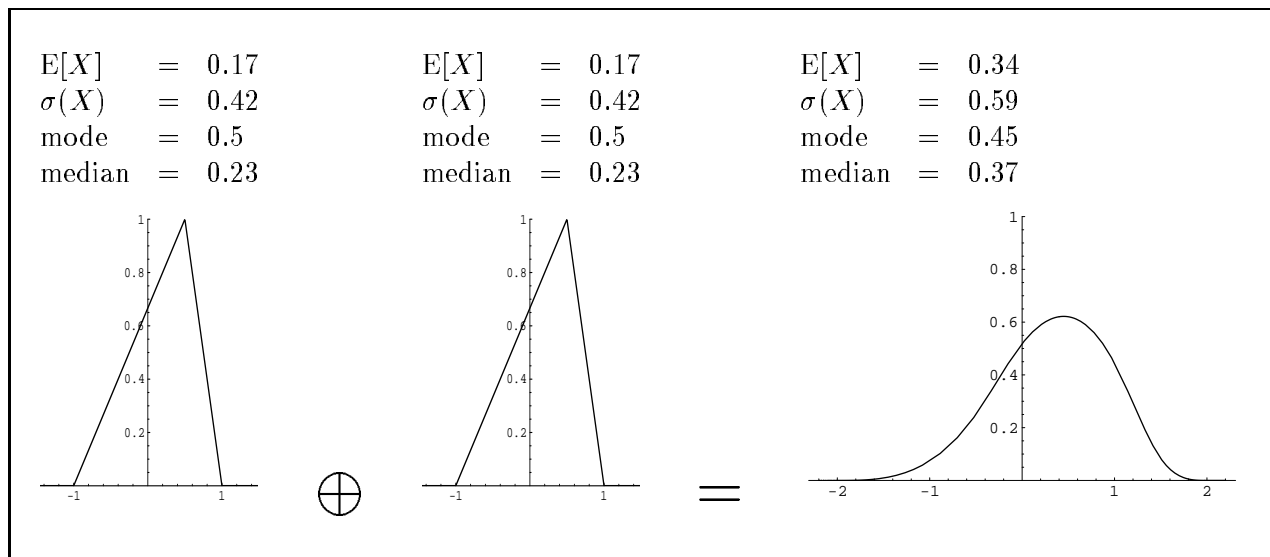 E[X] = 0.17
σ(X) = 0.42
mode = 0.5
median = 0.23
E[X] = 0.17
σ(X) = 0.42
mode = 0.5
median = 0.23
E[X] = 0.34
σ(X) = 0.59
mode = 0.45
median = 0.37
1
0.8
0.6
0.4
0.2
-1 1
⊕
1
0.8
0.6
0.4
0.2
-1 1
=
1
0.8
0.6
0.4
0.2
-2 -1 1 2